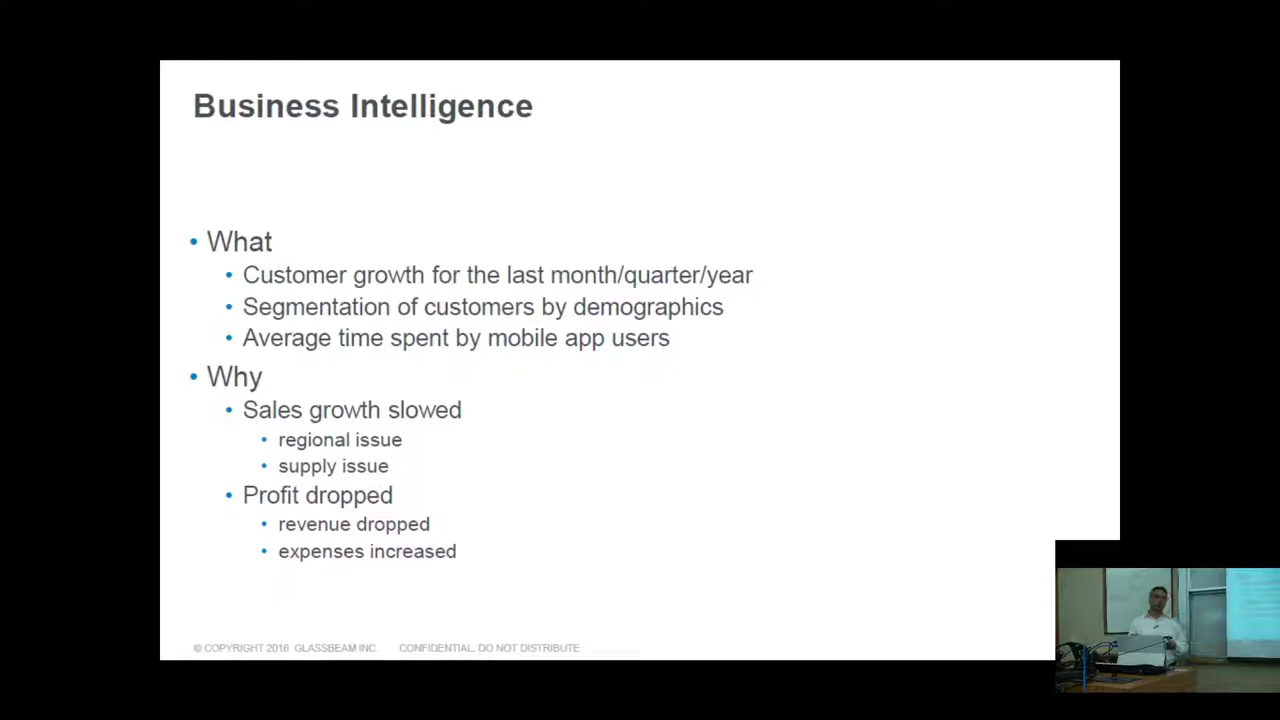 Business Intelligence
• What
• Customer growth for the last month/quarter/year
• Segmentation of customers by demographics
• Average time spent by mobile app users
• Why
• Sales growth slowed
• regional issue
• supply issue
• Profit dropped
• revenue dropped
• expenses increased
© COPYRIGHT 2016 GLASSBEAM INC. CONFIDENTIAL. DO NOT DISTRIBUTE